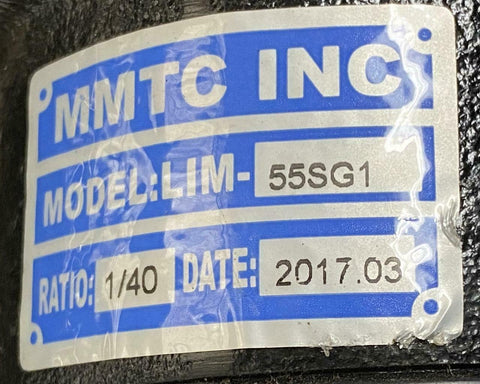 MMTC INC
MODEL:LIM- 55SG1
RATIO: 1/40 DATE: 2017.03